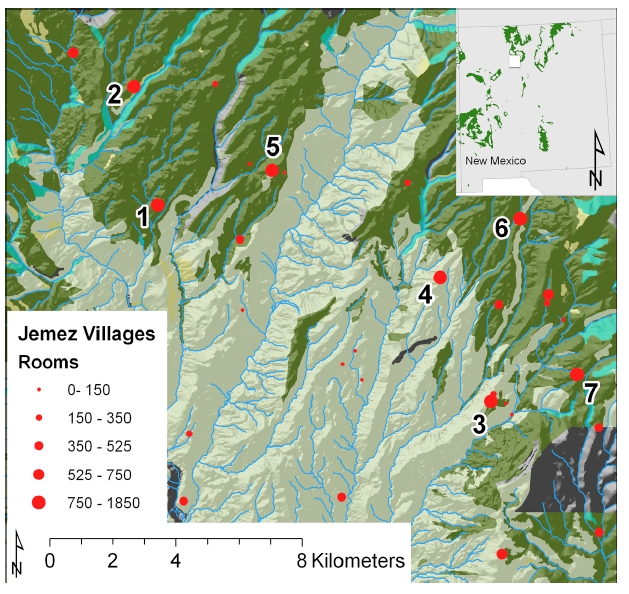 2
5
1
6
4
3
7
New Mexico
N
Jemez Villages
Rooms
0- 150
150 - 350
350 - 525
525 - 750
750 - 1850
N
0 2 4 8 Kilometers